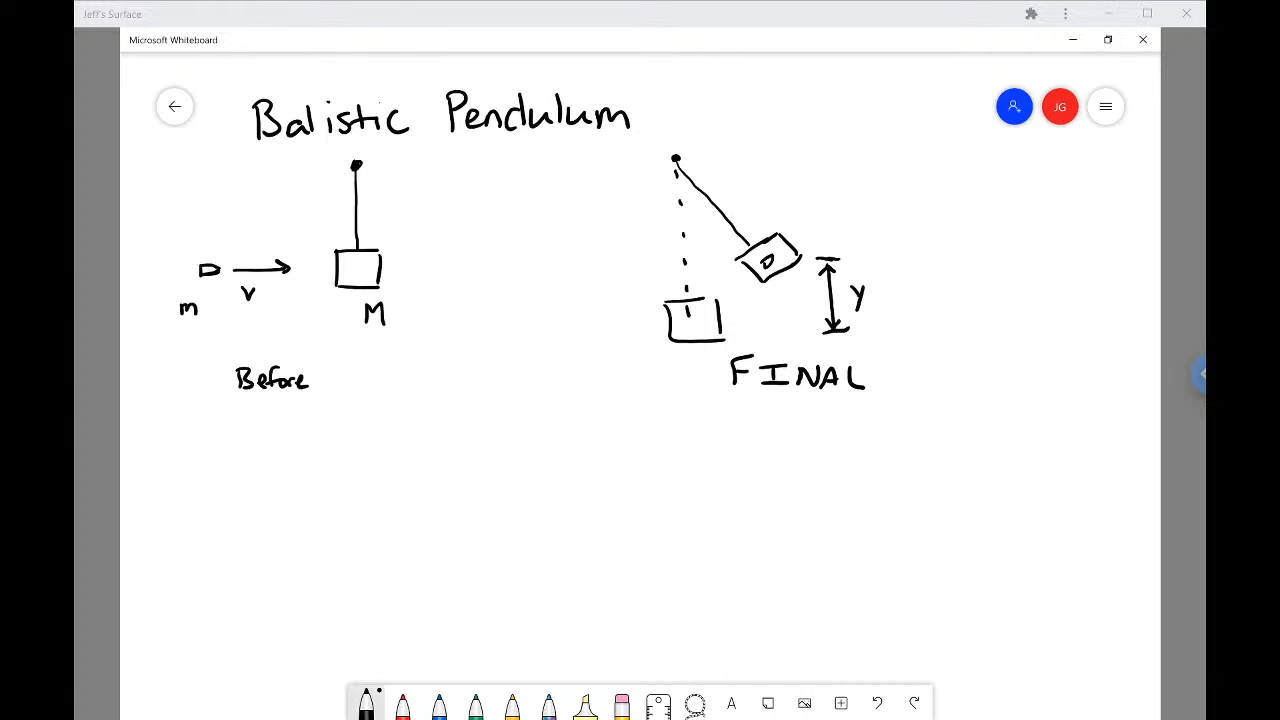 Jeff's Surface
Microsoft Whiteboard
Balistic Pendulum
JG
v
m
M
y
Before
FINAL
A